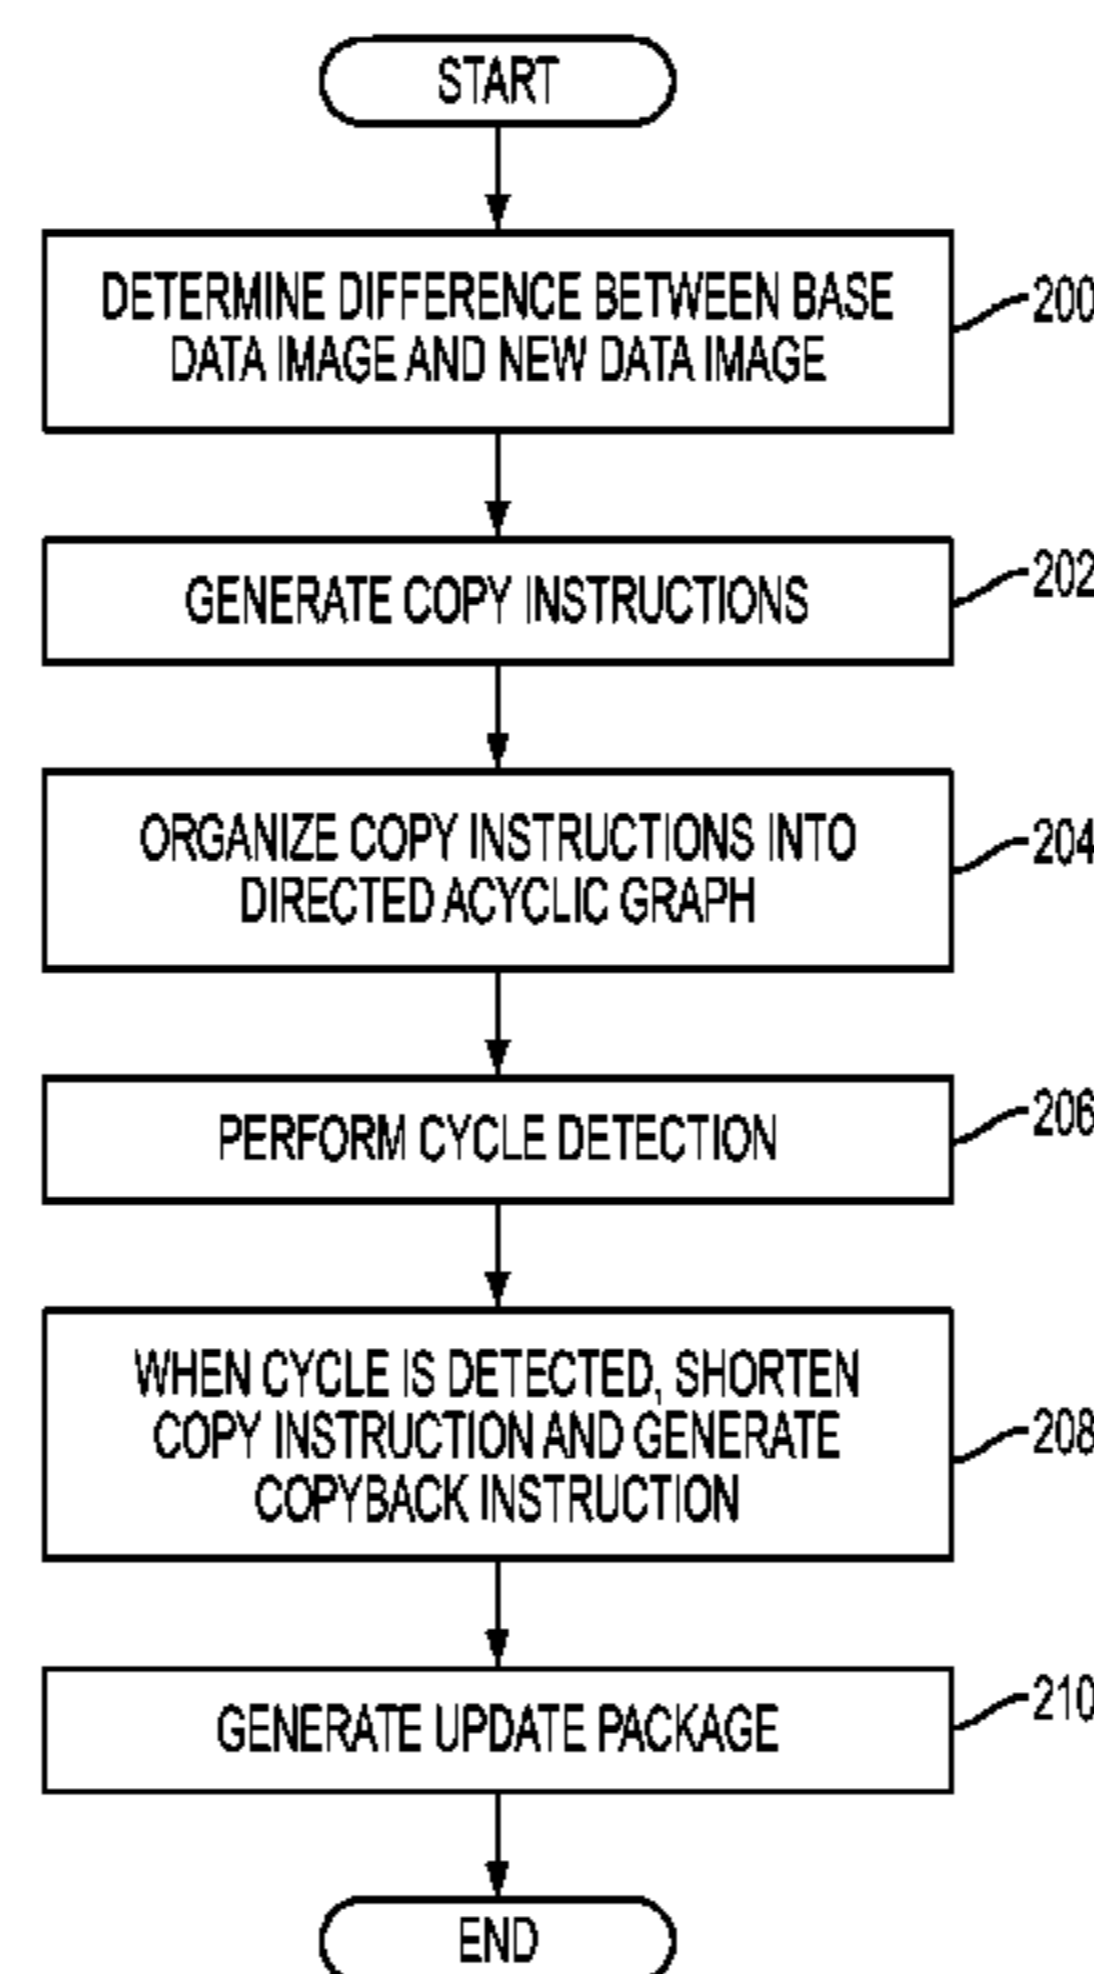 START
DETERMINE DIFFERENCE BETWEEN BASE
DATA IMAGE AND NEW DATA IMAGE
200
GENERATE COPY INSTRUCTIONS
202
ORGANIZE COPY INSTRUCTIONS INTO
DIRECTED ACYCLIC GRAPH
204
PERFORM CYCLE DETECTION
206
WHEN CYCLE IS DETECTED, SHORTEN
COPY INSTRUCTION AND GENERATE
COPYBACK INSTRUCTION
208
GENERATE UPDATE PACKAGE
210
END